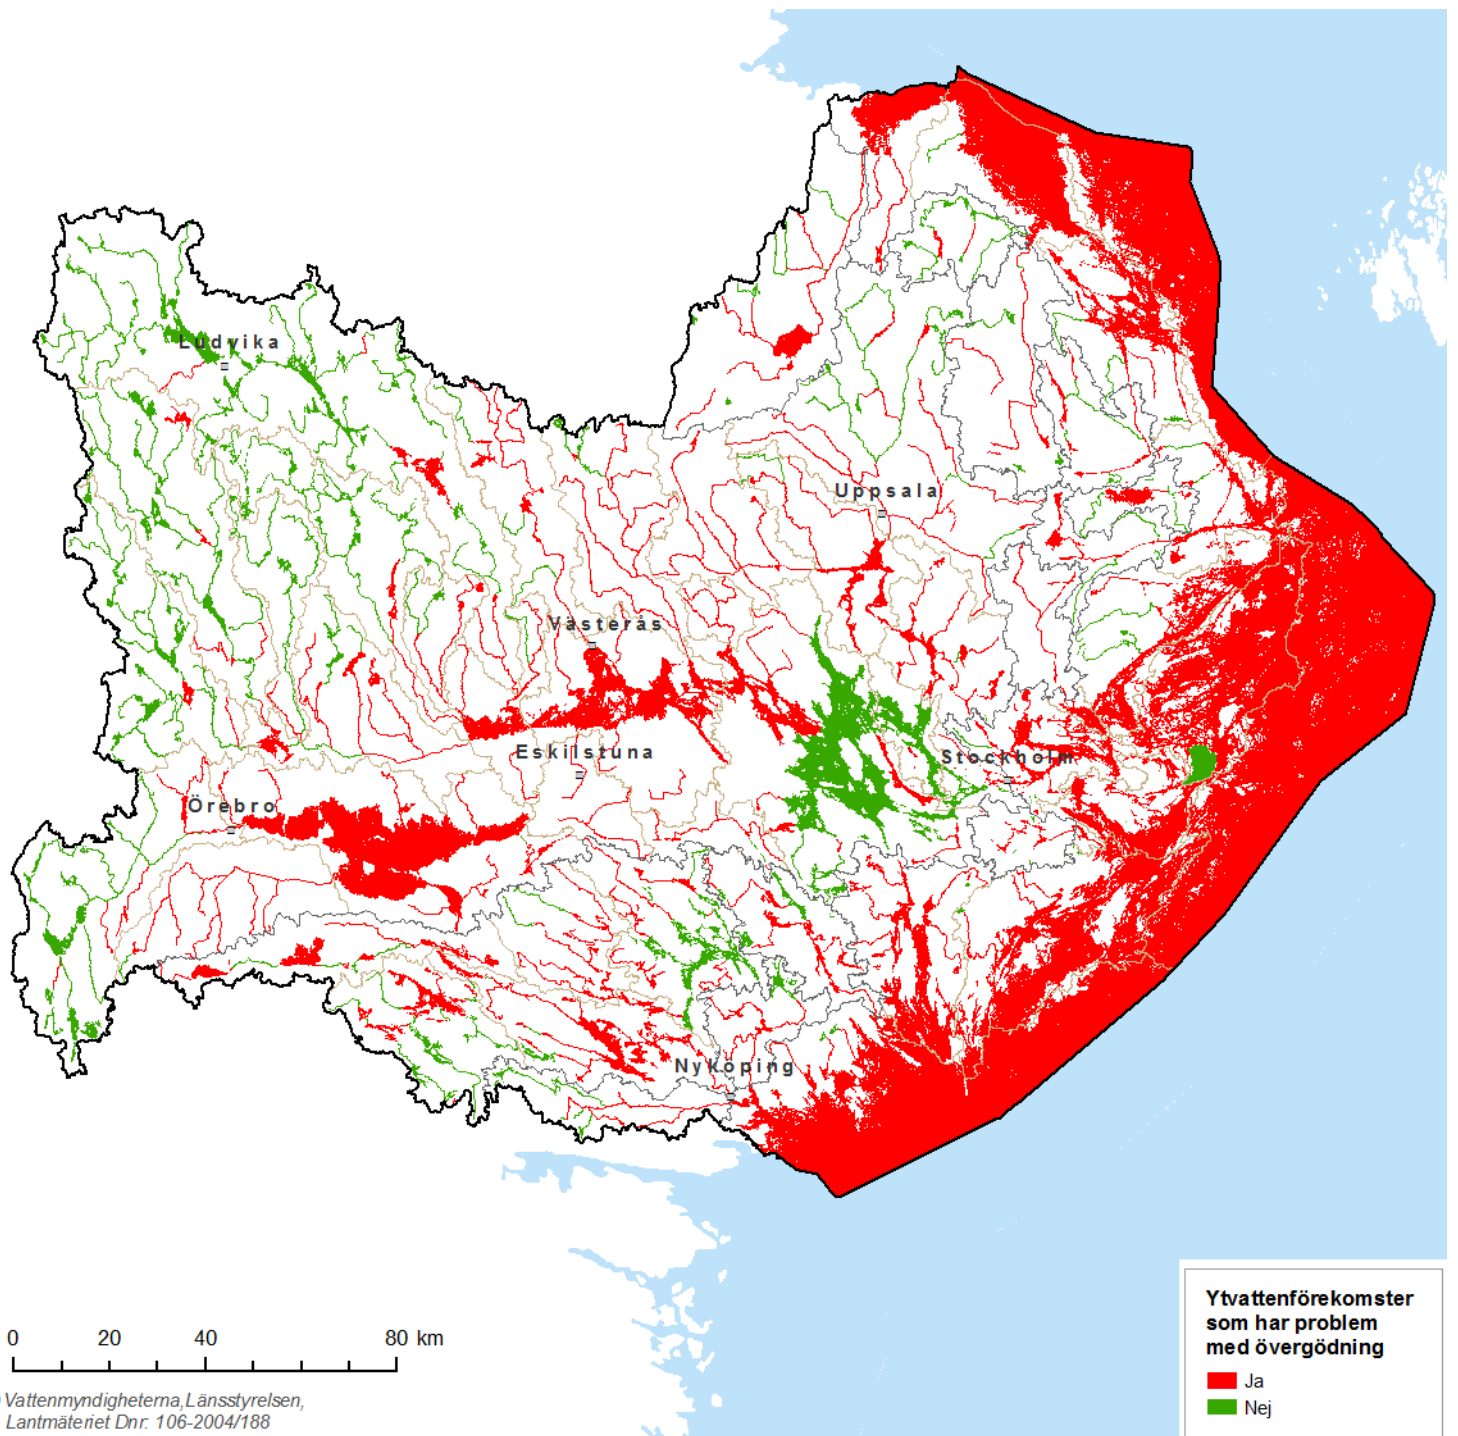 Ludvika
Uppsala
Västerås
Eskilstuna
Stockholm
Örebro
Nyköping
Ytvattenförekomster
som har problem
med övergödning
Ja
Nej
0 20 40 80 km
Vattenmyndigheterna, Länsstyrelsen,
Lantmäteriet Dnr: 106-2004/188